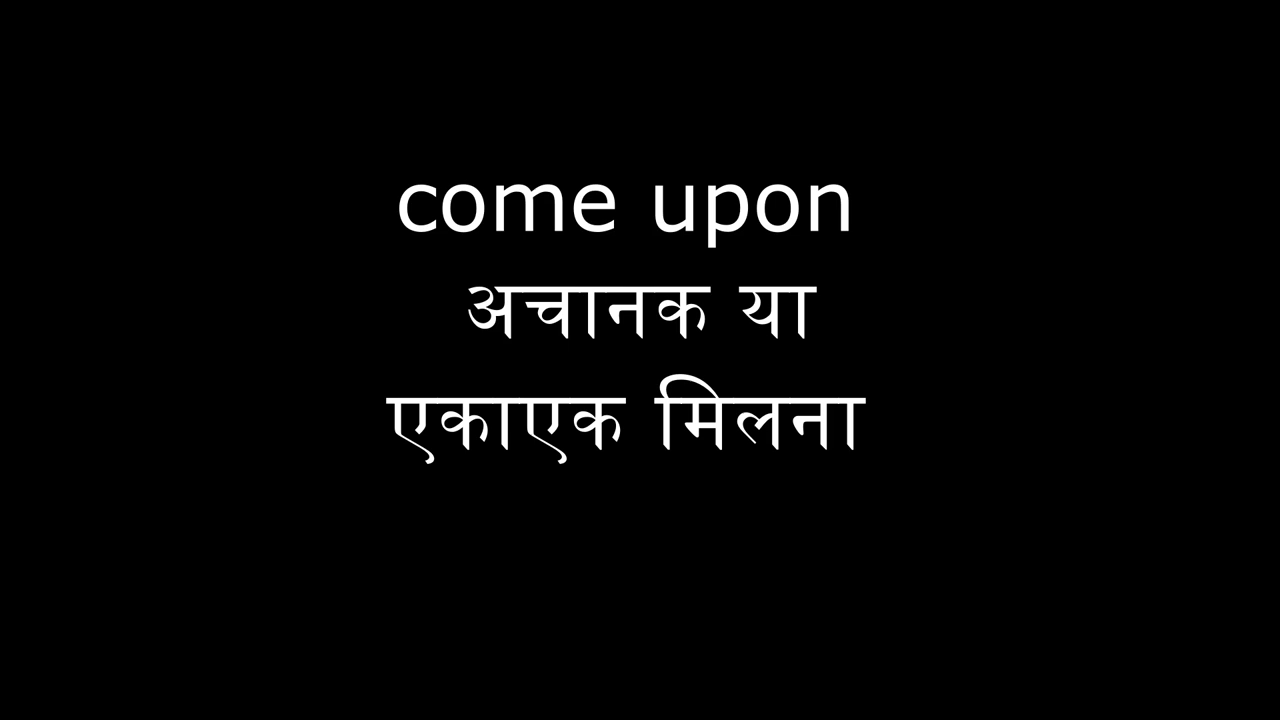 come upon
अचानक या
एकाएक मिलना